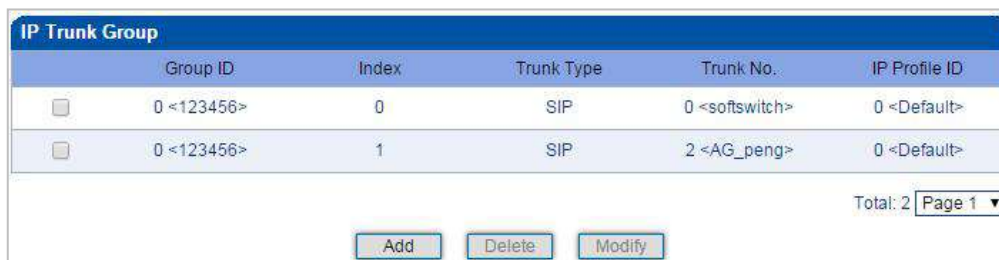 IP Trunk Group
Group ID Index Trunk Type Trunk No. IP Profile ID
0 <123456> 0 SIP 0 <softswitch> 0 <Default>
0 <123456> 1 SIP 2 <AG_peng> 0 <Default>
Total: 2 Page 1
Add Delete Modify